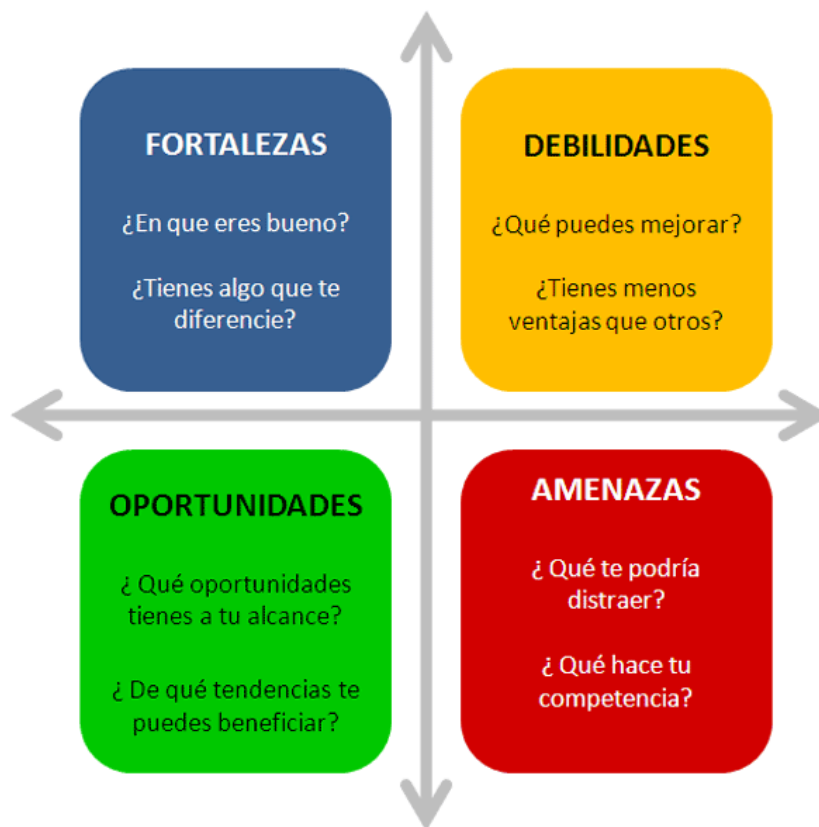 FORTALEZAS
¿En que eres bueno?
¿Tienes algo que te
diferencie?
DEBILIDADES
¿Qué puedes mejorar?
¿Tienes menos
ventajas que otros?
OPORTUNIDADES
¿ Qué oportunidades
tienes a tu alcance?
¿ De qué tendencias te
puedes beneficiar?
AMENAZAS
¿ Qué te podría
distraer?
¿ Qué hace tu
competencia?